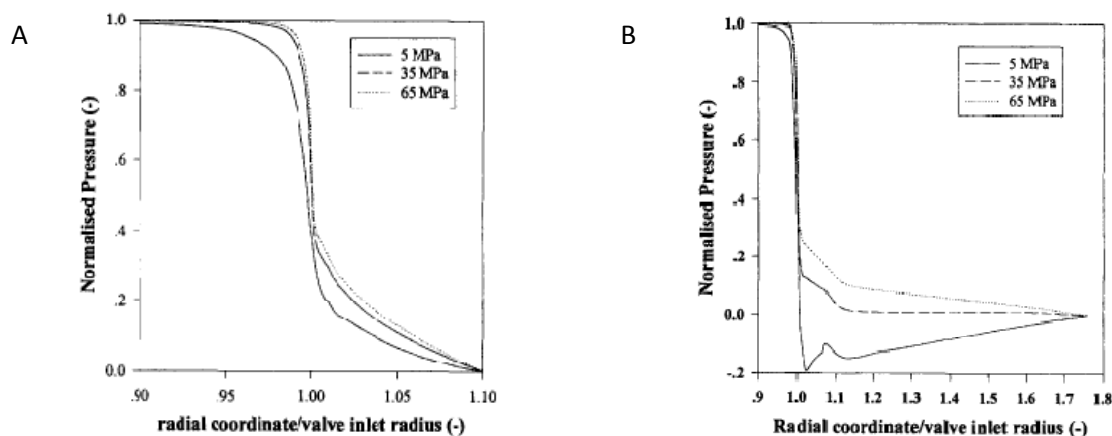 A
1.0
.8
.6
.4
.2
0.0
Normalised Pressure (-)
5 MPa
35 MPa
65 MPa
.90
.95
1.00
1.05
1.10
radial coordinate/valve inlet radius (-)
B
1.0
.8
.6
.4
.2
0.0
-.2
Normalised Pressure (-)
5 MPa
35 MPa
65 MPa
.9
1.0
1.1
1.2
1.3
1.4
1.5
1.6
1.7
1.8
Radial coordinate/valve inlet radius (-)